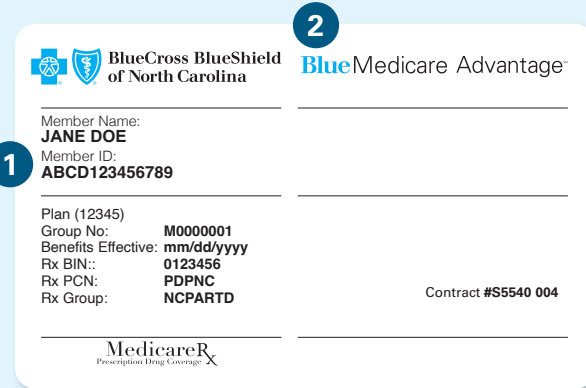 2
BlueCross BlueShield
of North Carolina
BlueMedicare Advantage℠
Member Name:
JANE DOE
1
Member ID:
ABCD123456789
Plan (12345)
Group No: M0000001
Benefits Effective: mm/dd/yyyy
Rx BIN:: 0123456
Rx PCN: PDPNC
Rx Group: NCPARTD
Contract #S5540 004
MedicareRx
Prescription Drug Coverage